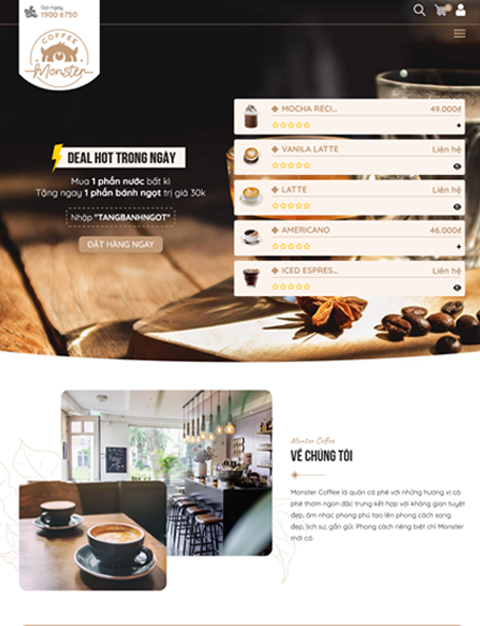 Gọi ngay
1900 6750
COFFEE
Monster
DEAL HOT TRONG NGÀY
Mua 1 phần nước bất kì
Tặng ngay 1 phần bánh ngọt trị giá 30k
Nhập "TANGBANHNGOT"
ĐẶT HÀNG NGAY
MOCHA RECI... 49.000₫
VANILA LATTE Liên hệ
LATTE Liên hệ
AMERICANO 46.000₫
ICED ESPRES... Liên hệ
Monster Coffee
VỀ CHÚNG TÔI
Monster Coffee là quán cà phê với những hương vị cà
phê thơm ngon độc trưng kết hợp với không gian tuyệt
đẹp, âm nhạc phong phú tạo lên phong cách sang
đẹp, lịch sự, gần gũi. Phong cách riêng biệt chỉ Monster
mới có.